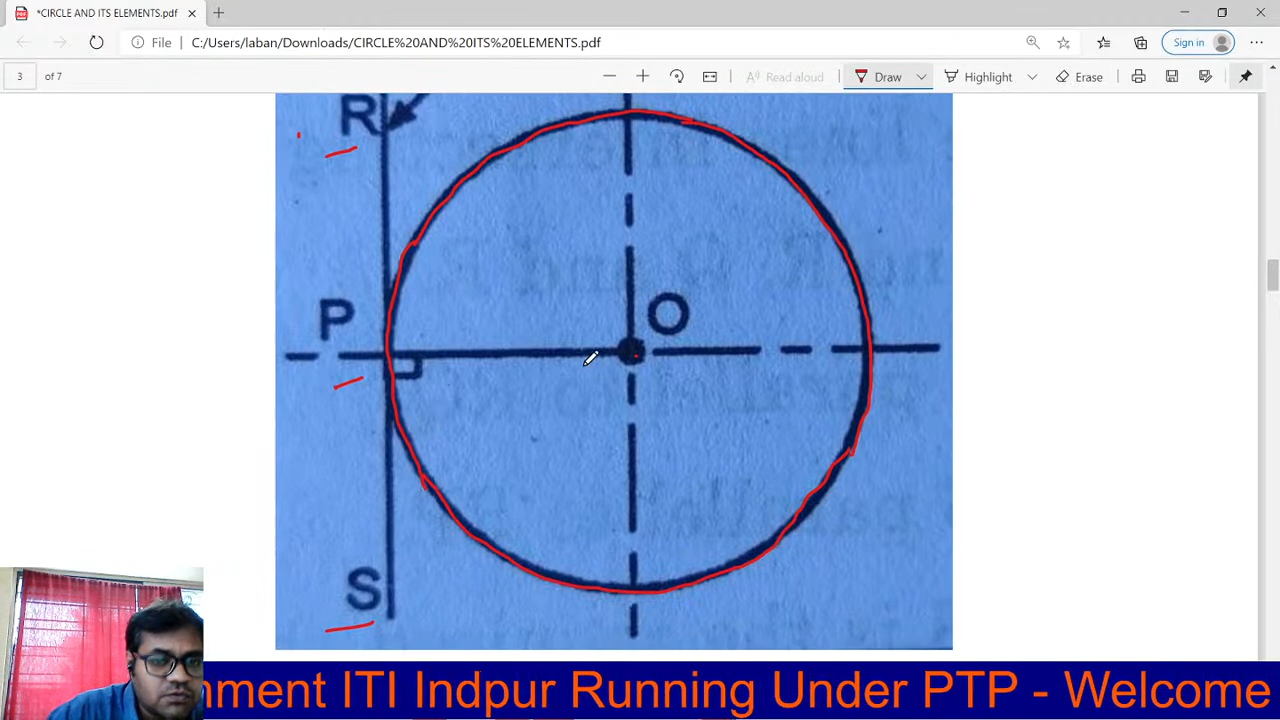 *CIRCLE AND ITS ELEMENTS.pdf
File C:/Users/laban/Downloads/CIRCLE%20AND%20ITS%20ELEMENTS.pdf
Sign in
3 of 7
Read aloud
Draw
Highlight
Erase
R
P
O
S
nment ITI Indpur Running Under PTP - Welcome